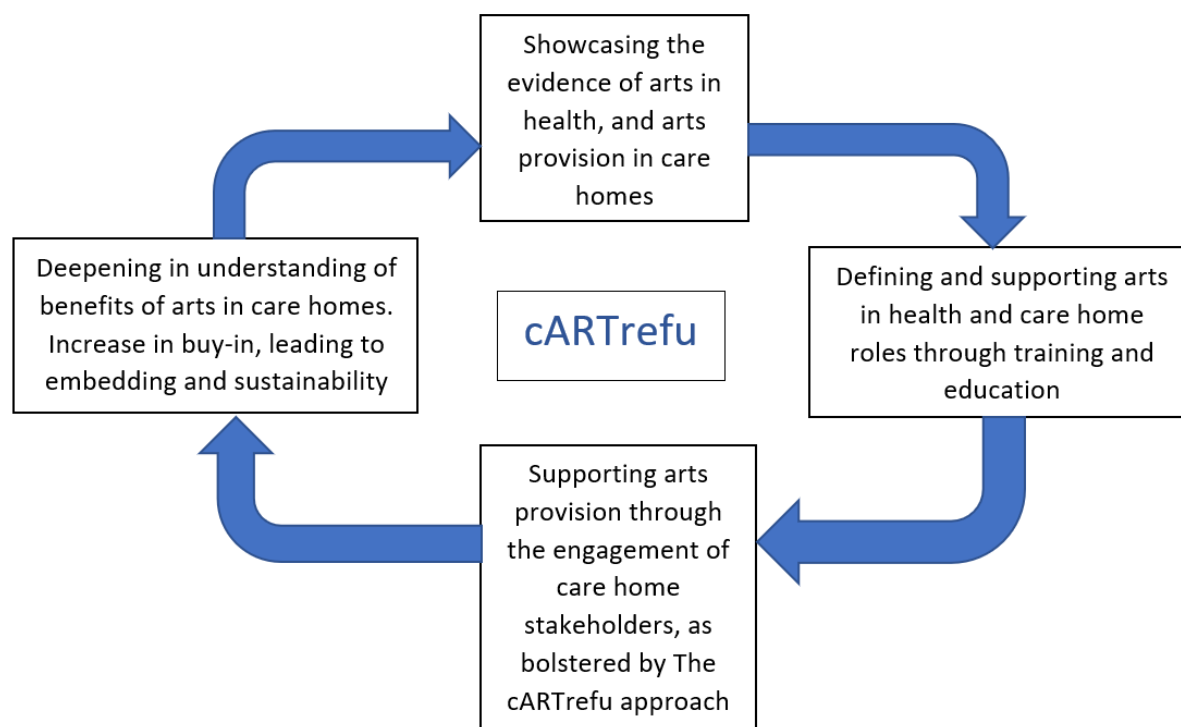 Showcasing the
evidence of arts in
health, and arts
provision in care
homes
Deepening in understanding of
benefits of arts in care homes.
Increase in buy-in, leading to
embedding and sustainability
cARTrefu
Defining and supporting arts
in health and care home
roles through training and
education
Supporting arts
provision through
the engagement of
care home
stakeholders, as
bolstered by The
cARTrefu approach